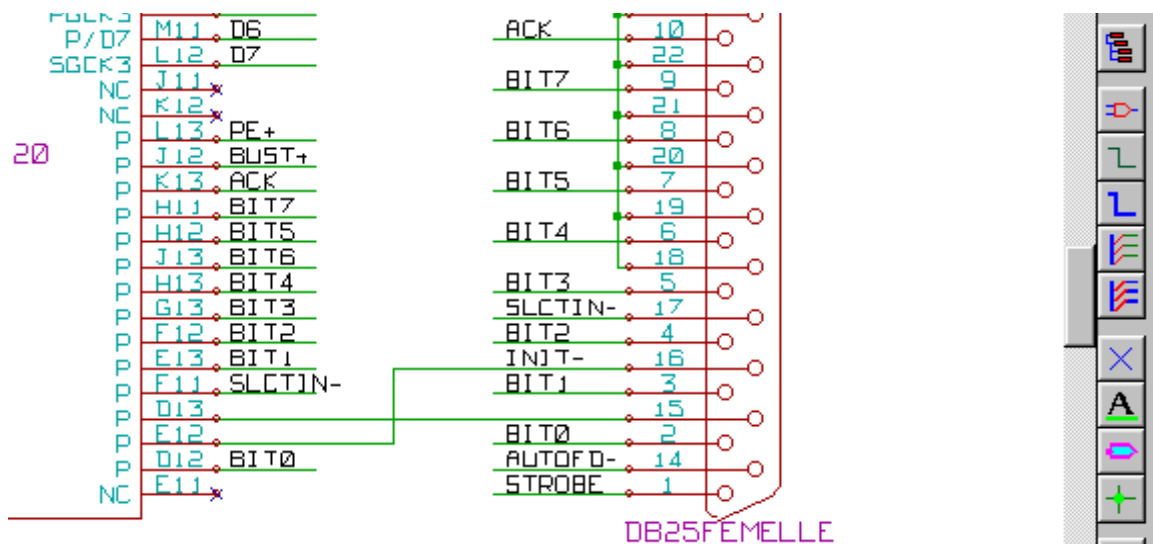 PGCK3
P/D7 M11 D6 ACK 10
SGCK3 L12 D7 22
NC J11 BIT7 9
NC K12 21
P L13 PE+ BIT6 8
20 P J12 BUST+ 20
P K13 ACK BIT5 7
P H11 BIT7 19
P H12 BIT5 BIT4 6
P J13 BIT6 18
P H13 BIT4 BIT3 5
P G13 BIT3 SLCTIN- 17
P F12 BIT2 BIT2 4
P E13 BIT1 INIT- 16
P F11 SLCTIN- BIT1 3
P D13 15
P E12 BIT0 2
P D12 BIT0 AUTOFD- 14
NC E11 STROBE 1
DB25FEMELLE
A